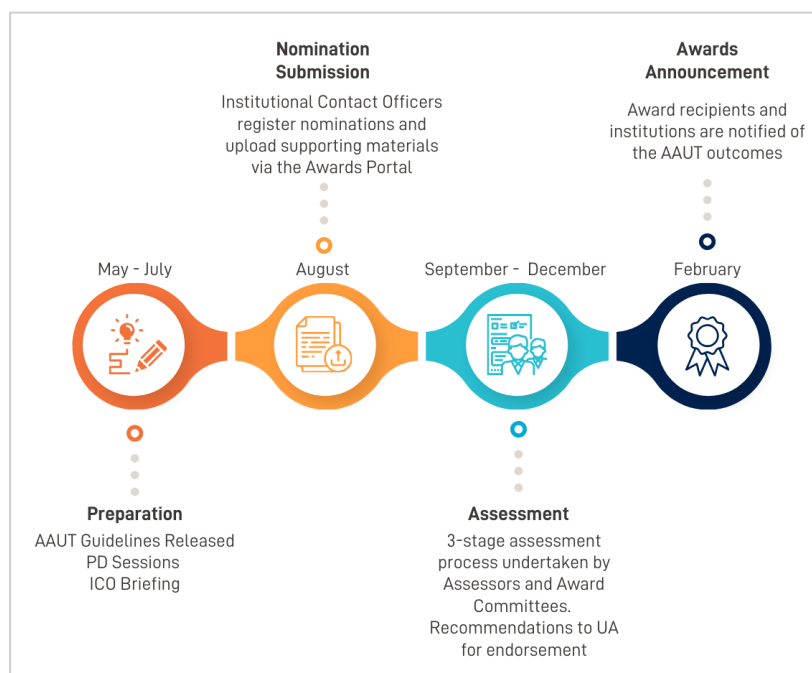 Nomination
Submission
Institutional Contact Officers
register nominations and
upload supporting materials
via the Awards Portal
Awards
Announcement
Award recipients and
institutions are notified of
the AAUT outcomes
May - July
August
September - December
February
Preparation
AAUT Guidelines Released
PD Sessions
ICO Briefing
Assessment
3-stage assessment
process undertaken by
Assessors and Award
Committees.
Recommendations to UA
for endorsement